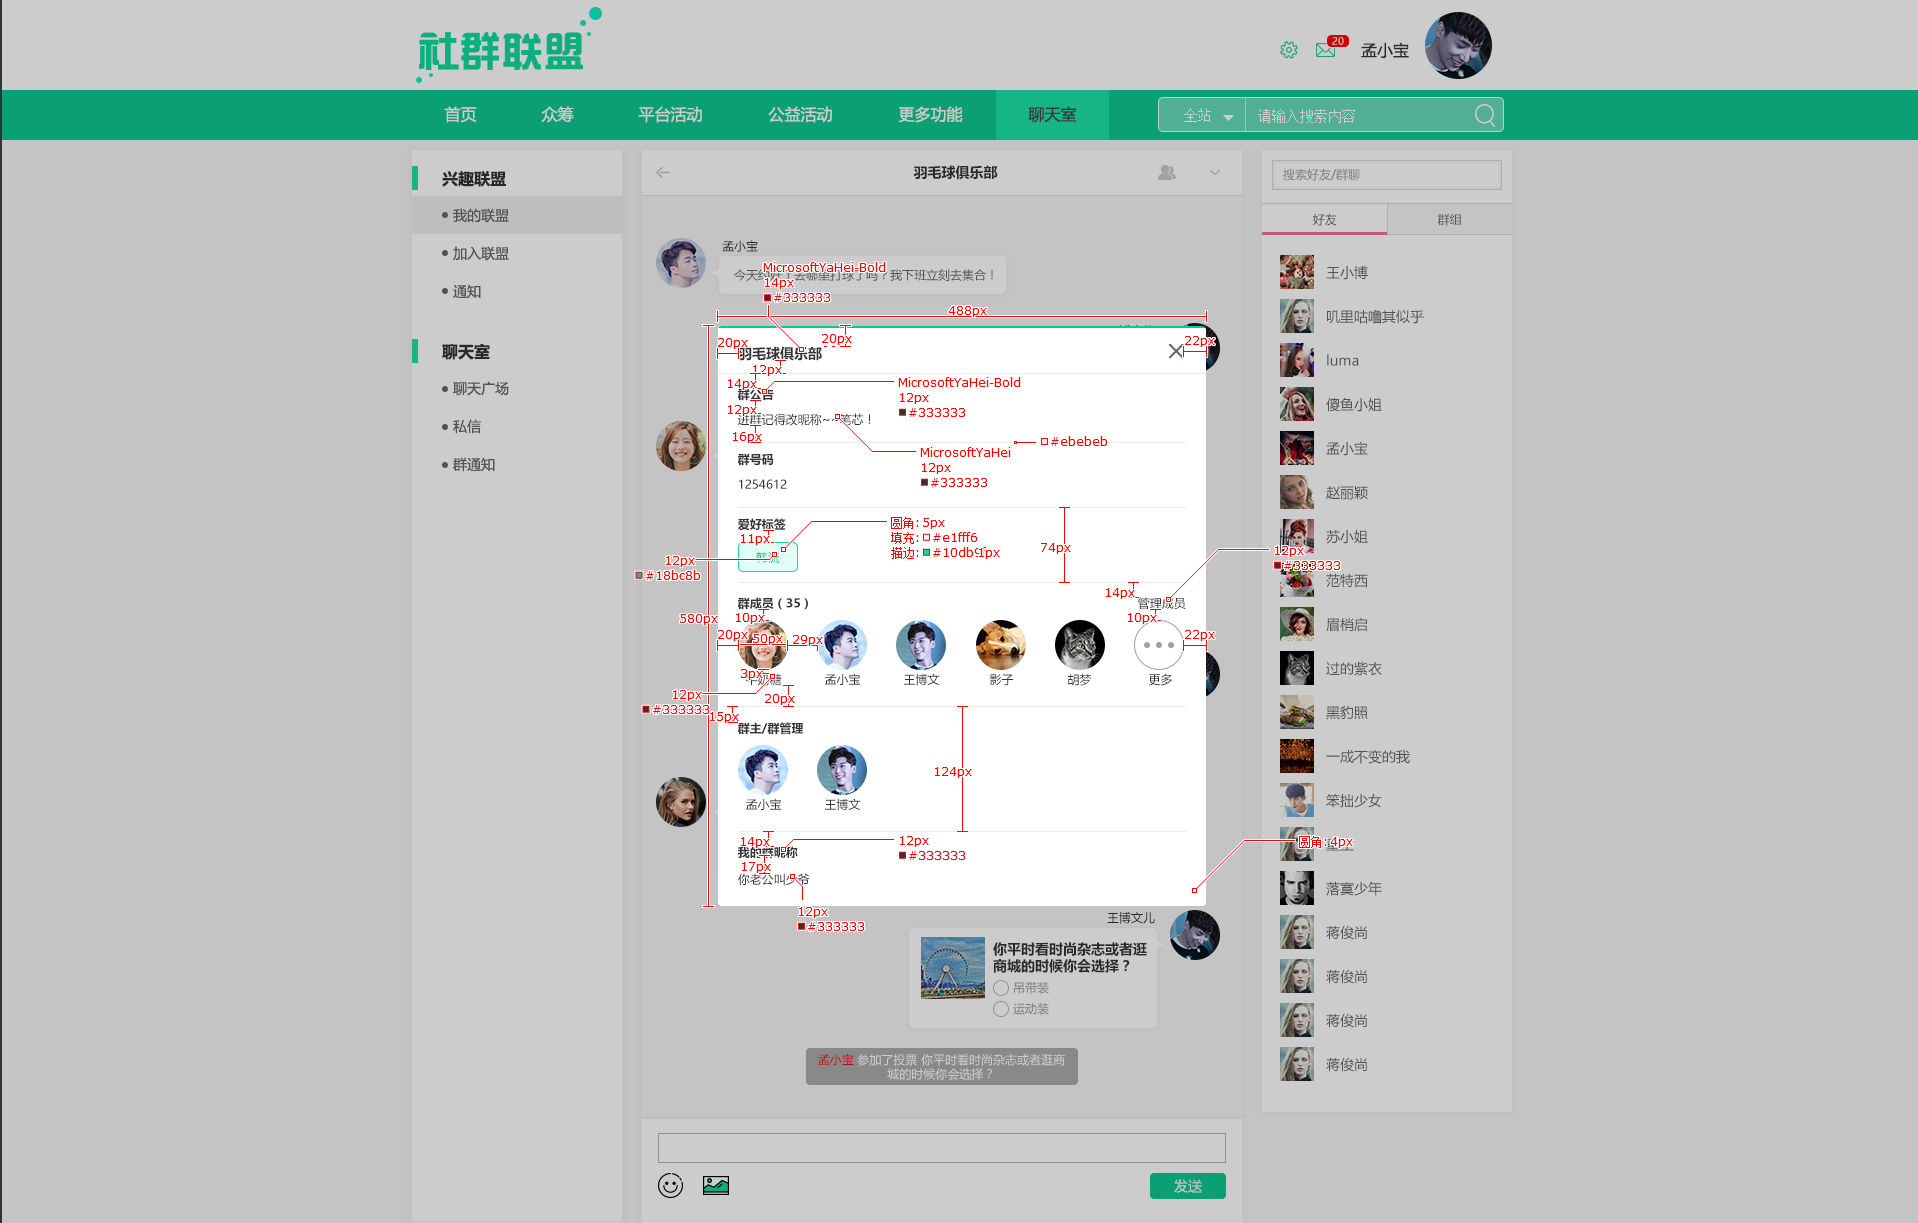 社群联盟
20
孟小宝
首页
众筹
平台活动
公益活动
更多功能
聊天室
全站
请输入搜索内容
兴趣联盟
我的联盟
加入联盟
通知
聊天室
聊天广场
私信
群通知
羽毛球俱乐部
孟小宝
我下班立刻去集合！
MicrosoftYaHei-Bold
14px
#333333
488px
20px
20px
22px
羽毛球俱乐部
12px
14px
群公告
MicrosoftYaHei-Bold
12px
#333333
12px
进群记得改昵称~
笔芯！
16px
#ebebeb
MicrosoftYaHei
12px
#333333
群号码
1254612
爱好标签
11px
圆角: 5px
填充: #e1fff6
描边: #10db9 1px
74px
12px
#18bc8b
12px
#333333
580px
群成员（35）
14px
管理成员
10px
10px
20px
50px
29px
22px
3px
孟小宝
王博文
影子
胡梦
更多
12px
#333333
20px
15px
群主/群管理
124px
孟小宝
王博文
14px
我的群昵称
12px
#333333
17px
你老公叫少爷
12px
#333333
圆角: 4px
王博文儿
你平时看时尚杂志或者逛
商城的时候你会选择？
吊带装
运动装
孟小宝 参加了投票 你平时看时尚杂志或者逛商
城的时候你会选择？
发送
搜索好友/群聊
好友
群组
王小博
叽里咕噜其似乎
luma
傻鱼小姐
孟小宝
赵丽颖
苏小姐
范特西
眉梢启
过的紫衣
黑豹照
一成不变的我
笨拙少女
落寞少年
蒋俊尚
蒋俊尚
蒋俊尚
蒋俊尚